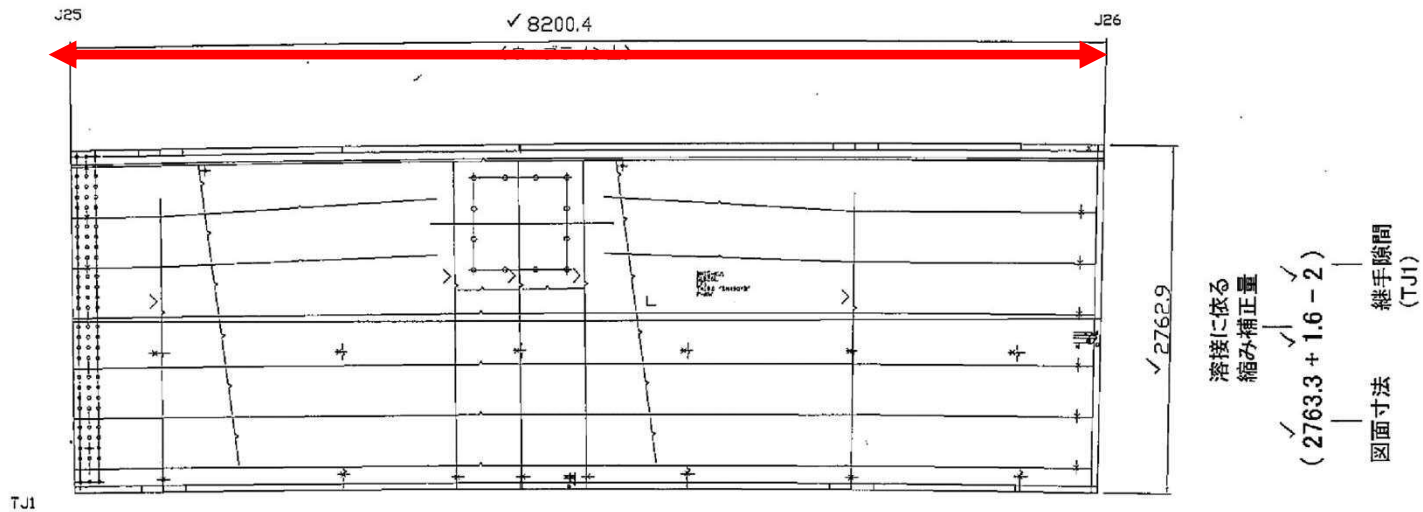 J25
✓ 8200.4
J26
✓2762.9
溶接に依る
縮み補正量
(2763.3 + 1.6 − 2)
図面寸法
継手隙間
(TJ1)
TJ1